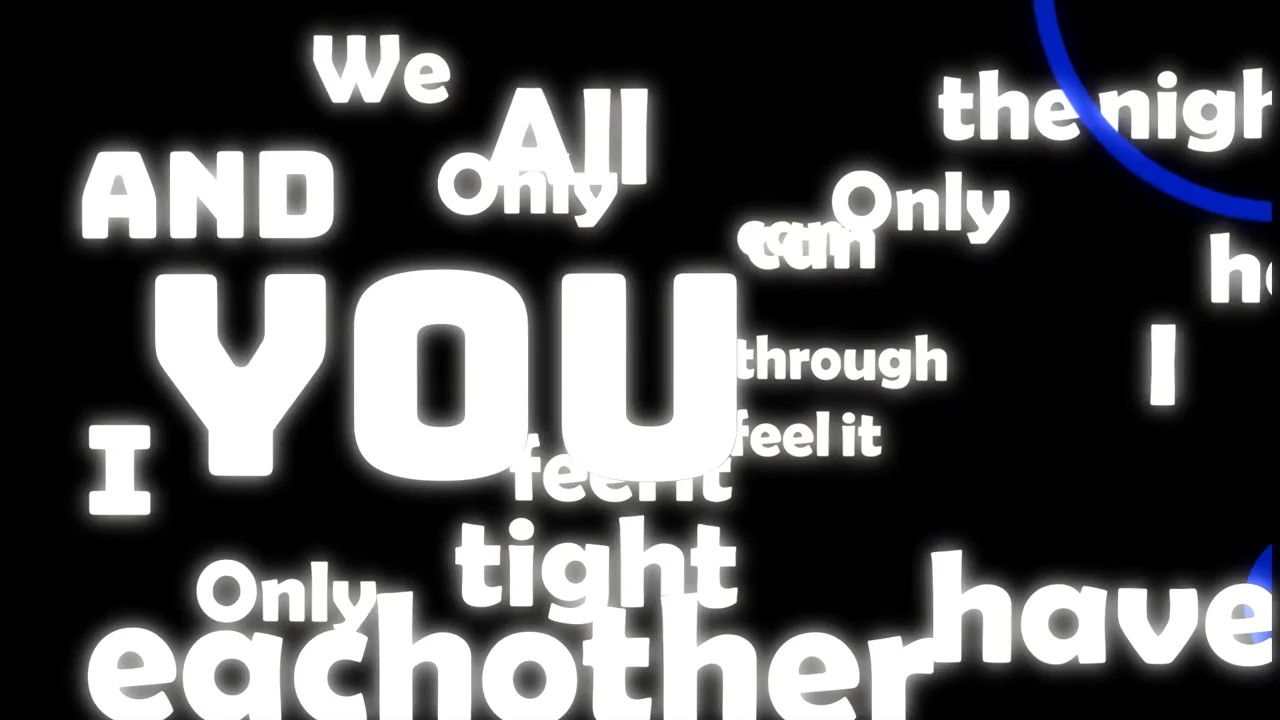 We
All
the nigh
AND
Only
Only
can
can
h
YOU
I
through
feel it
I
feel it
tight
have
Only
eachother